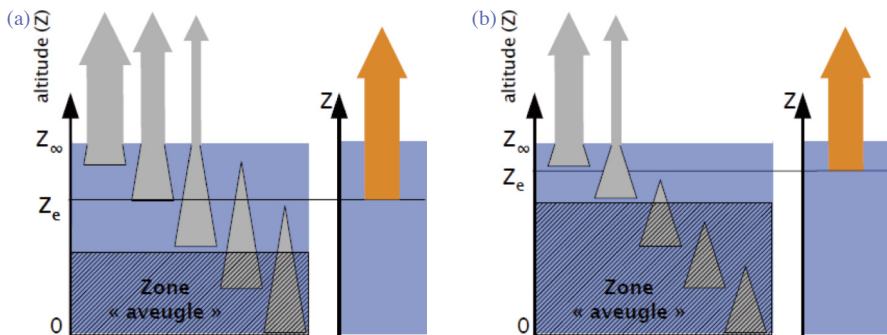 (a)
altitude (Z)
Z∞
Ze
0
Zone
« aveugle »
Z
(b)
altitude (Z)
Z∞
Ze
0
Zone
« aveugle »
Z